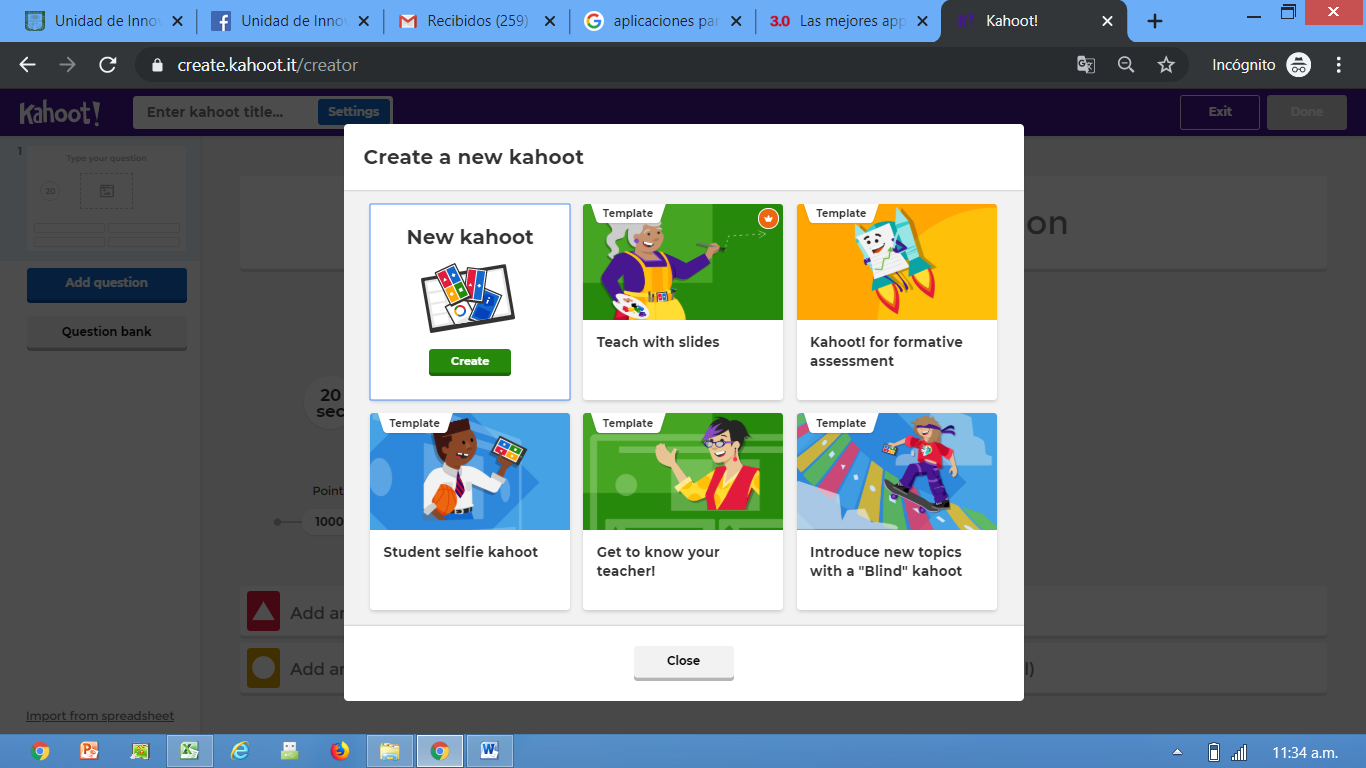 Unidad de Innov
Unidad de Innov
Recibidos (259)
aplicaciones par
3.0 Las mejores app
Kahoot!
create.kahoot.it/creator
Incógnito
Kahoot!
Enter kahoot title...
Settings
Exit
Done
Create a new kahoot
1
Type your question
20
Add question
Question bank
20
sec
Point
1000
on
New kahoot
Create
Template
Teach with slides
Template
Kahoot! for formative
assessment
Template
Student selfie kahoot
Template
Get to know your
teacher!
Template
Introduce new topics
with a "Blind" kahoot
Add an
Add an
l)
Close
Import from spreadsheet
11:34 a.m.